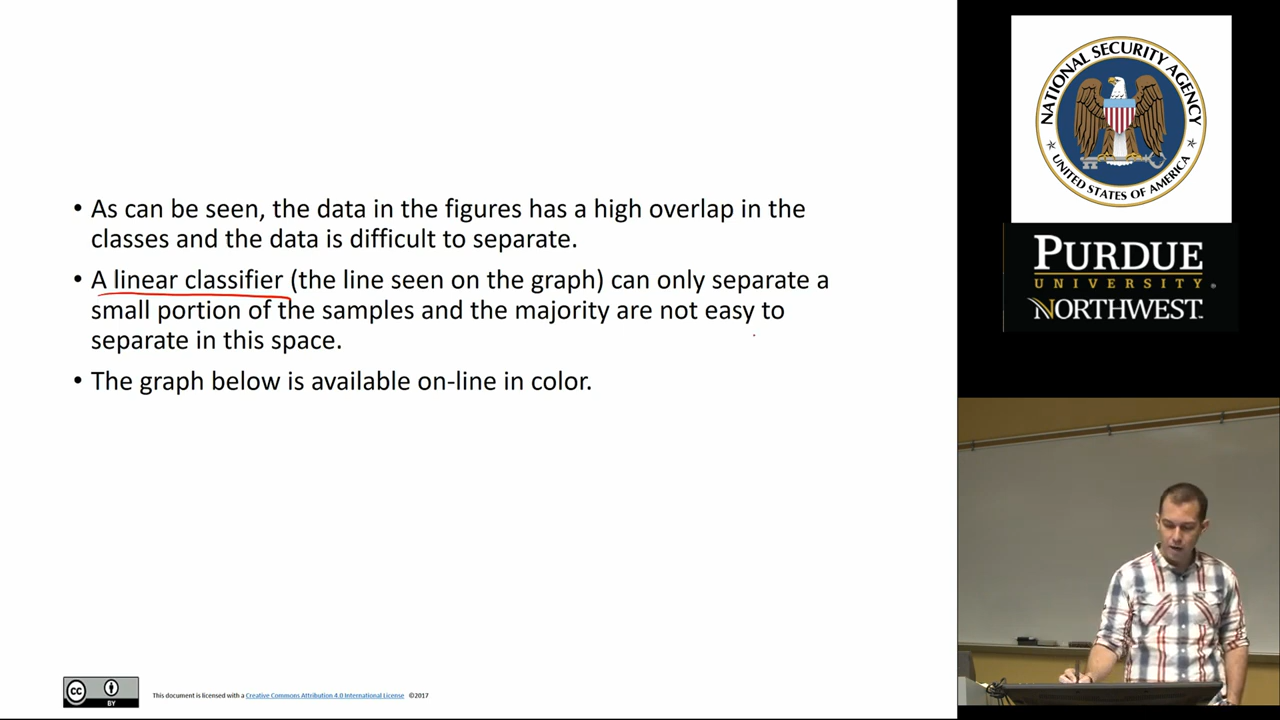 • As can be seen, the data in the figures has a high overlap in the
classes and the data is difficult to separate.
• A linear classifier (the line seen on the graph) can only separate a
small portion of the samples and the majority are not easy to
separate in this space.
• The graph below is available on-line in color.
This document is licensed with a Creative Commons Attribution 4.0 International License ©2017
cc
BY
NATIONAL SECURITY AGENCY
UNITED STATES OF AMERICA
PURDUE
UNIVERSITY
NORTHWEST